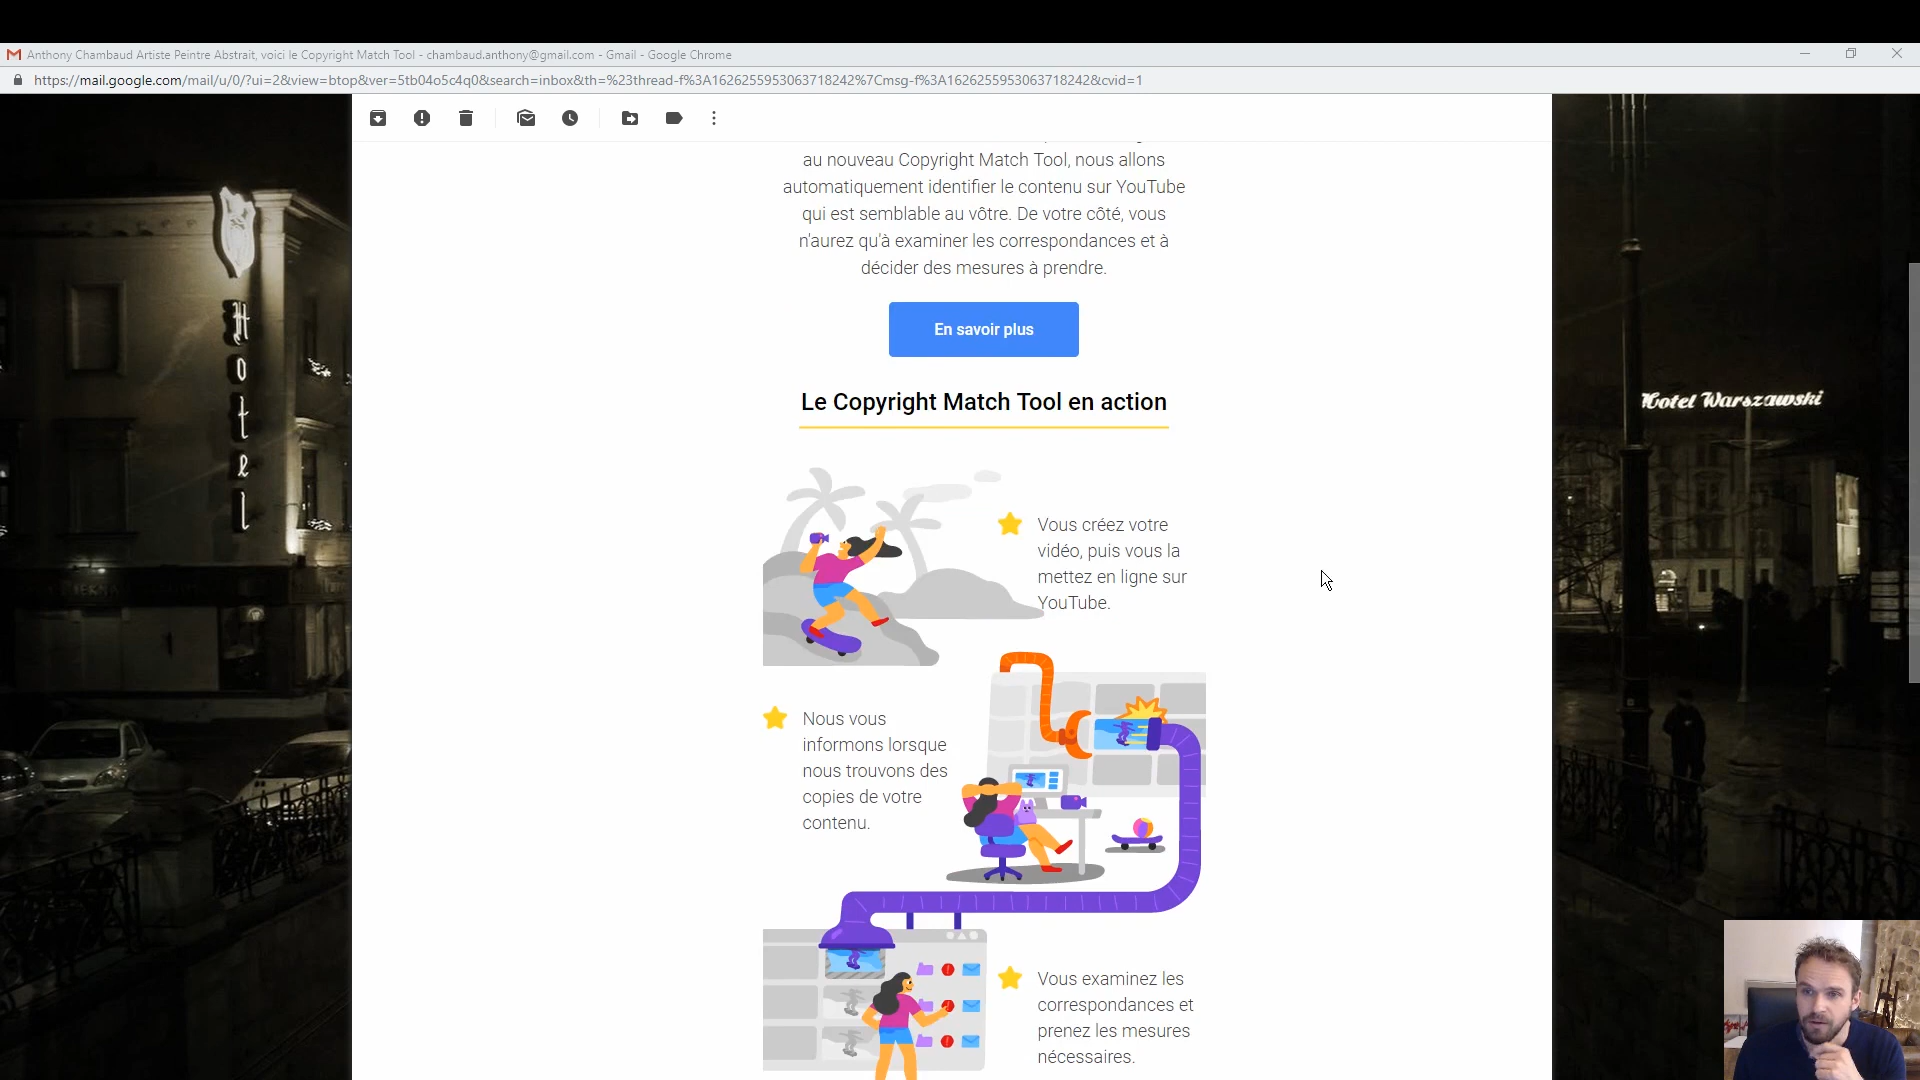 Anthony Chambaud Artiste Peintre Abstrait, voici le Copyright Match Tool - chambaud.anthony@gmail.com - Gmail - Google Chrome
https://mail.google.com/mail/u/0/?ui=2&view=btop&ver=5tb04o5c4q0&search=inbox&th=%23thread-f%3A1626255953063718242%7Cmsg-f%3A1626255953063718242&cvid=1
au nouveau Copyright Match Tool, nous allons
automatiquement identifier le contenu sur YouTube
qui est semblable au vôtre. De votre côté, vous
n'aurez qu'à examiner les correspondances et à
décider des mesures à prendre.
En savoir plus
Le Copyright Match Tool en action
Vous créez votre
vidéo, puis vous la
mettez en ligne sur
YouTube.
Nous vous
informons lorsque
nous trouvons des
copies de votre
contenu.
Vous examinez les
correspondances et
prenez les mesures
nécessaires.
Hotel
Hotel Warszawski